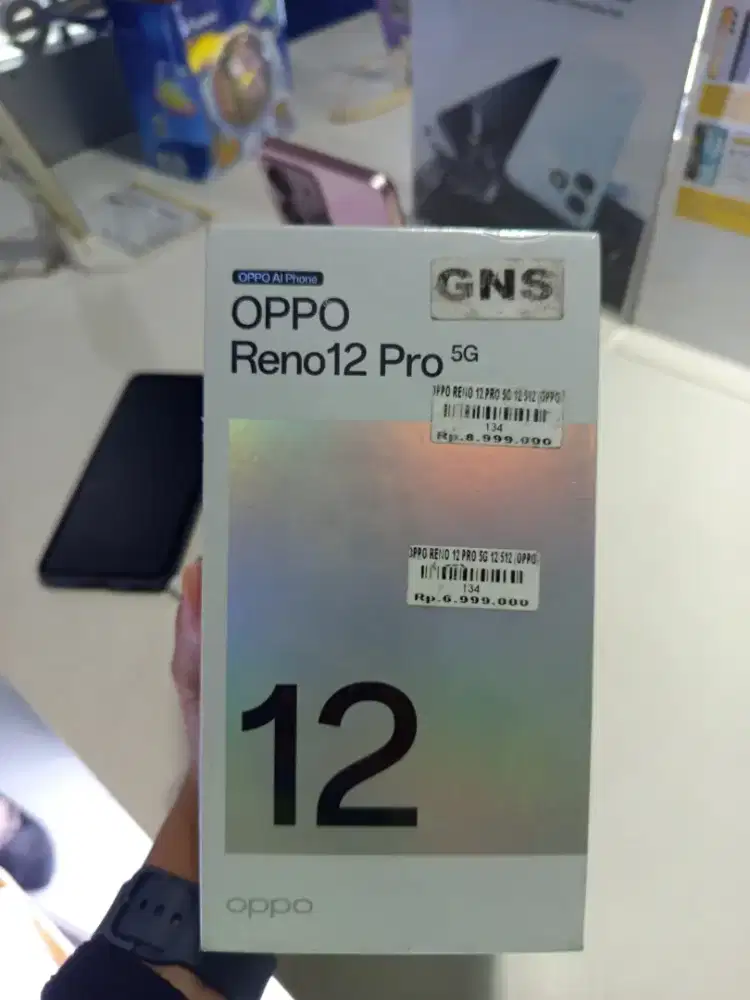 OPPO AI Phone
OPPO
Reno12 Pro 5G
GNS
OPPO RENO 12 PRO 5G 12 512 (OPPO)
134
Rp.8.999.000
OPPO RENO 12 PRO 5G 12 512 (OPPO)
134
Rp.6.999.000
12
oppo